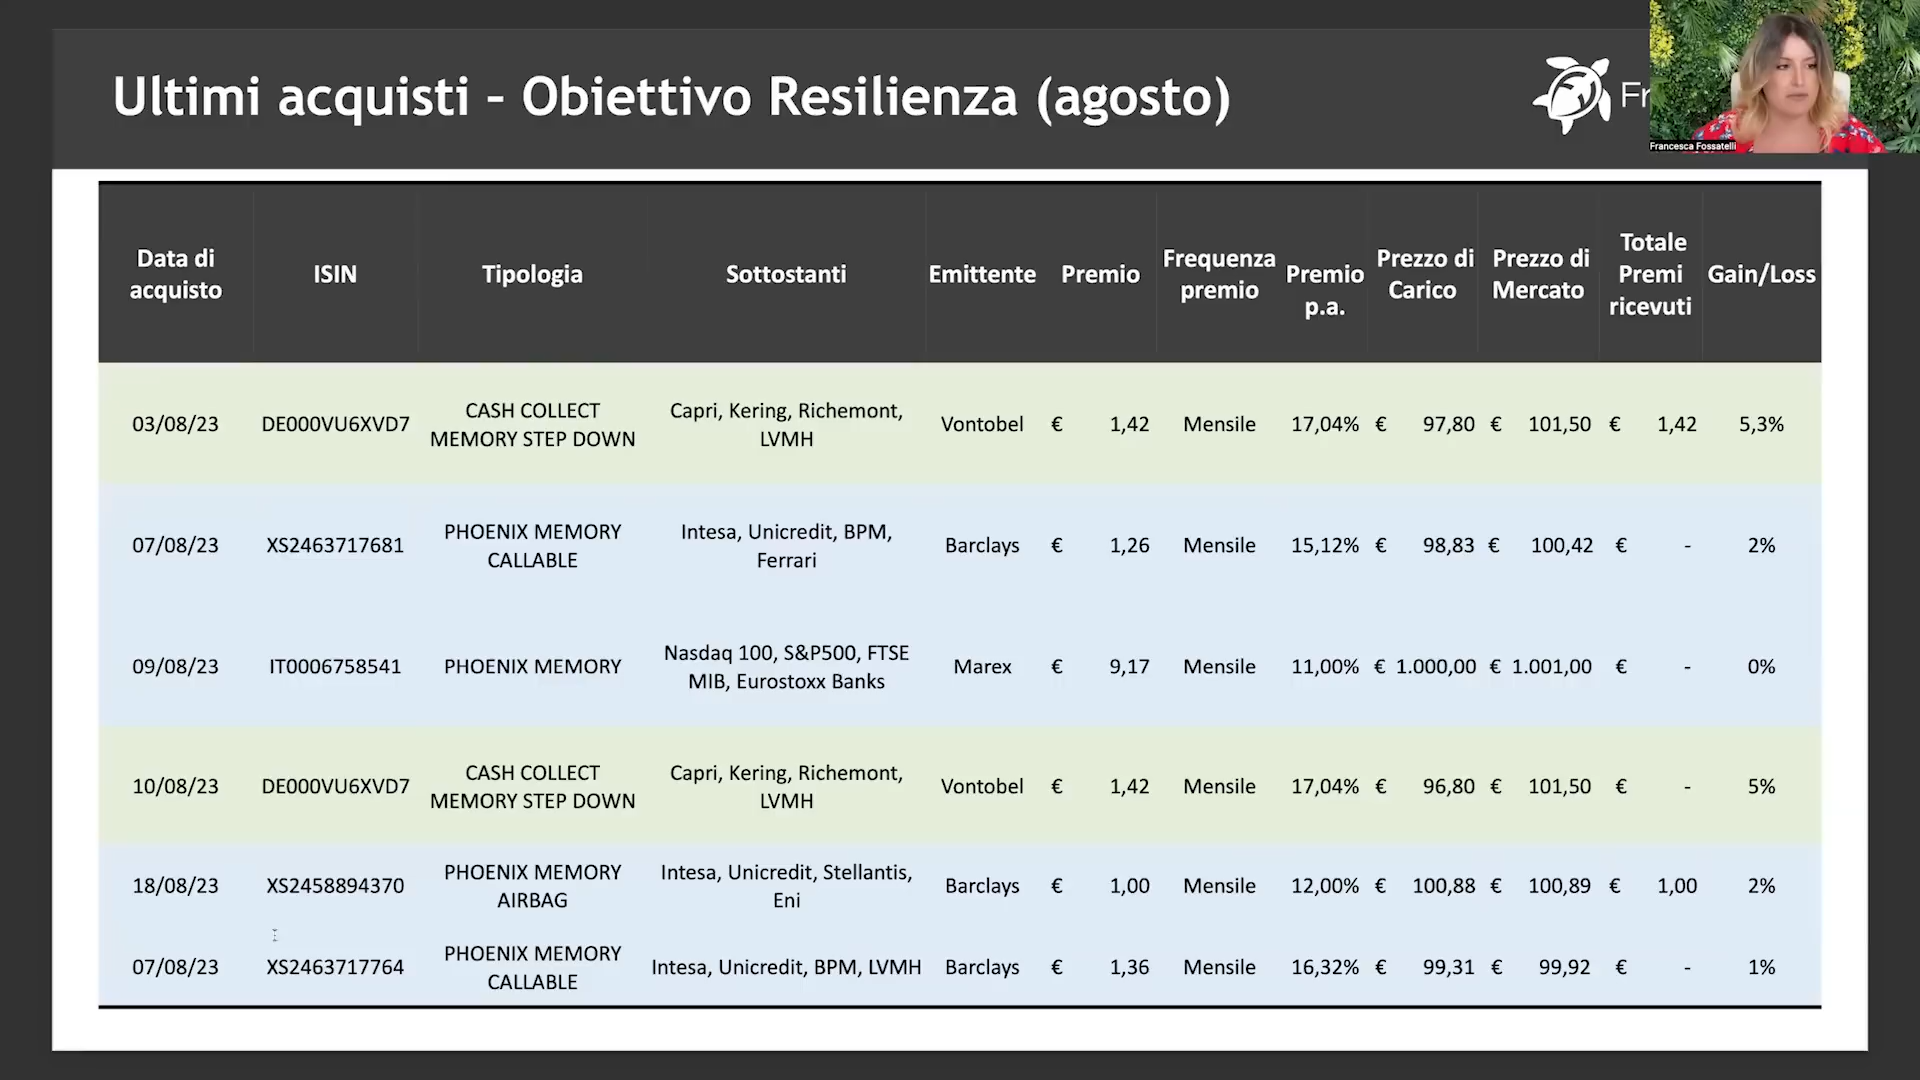 Ultimi acquisti – Obiettivo Resilienza (agosto)
Fr
Francesca Fossatelli
Data di acquisto ISIN Tipologia Sottostanti Emittente Premio Frequenza premio Premio p.a. Prezzo di Carico Prezzo di Mercato Totale Premi ricevuti Gain/Loss
03/08/23 DE000VU6XVD7 CASH COLLECT MEMORY STEP DOWN Capri, Kering, Richemont, LVMH Vontobel € 1,42 Mensile 17,04% € 97,80 € 101,50 € 1,42 5,3%
07/08/23 XS2463717681 PHOENIX MEMORY CALLABLE Intesa, Unicredit, BPM, Ferrari Barclays € 1,26 Mensile 15,12% € 98,83 € 100,42 € - 2%
09/08/23 IT0006758541 PHOENIX MEMORY Nasdaq 100, S&P500, FTSE MIB, Eurostoxx Banks Marex € 9,17 Mensile 11,00% € 1.000,00 € 1.001,00 € - 0%
10/08/23 DE000VU6XVD7 CASH COLLECT MEMORY STEP DOWN Capri, Kering, Richemont, LVMH Vontobel € 1,42 Mensile 17,04% € 96,80 € 101,50 € - 5%
18/08/23 XS2458894370 PHOENIX MEMORY AIRBAG Intesa, Unicredit, Stellantis, Eni Barclays € 1,00 Mensile 12,00% € 100,88 € 100,89 € 1,00 2%
07/08/23 XS2463717764 PHOENIX MEMORY CALLABLE Intesa, Unicredit, BPM, LVMH Barclays € 1,36 Mensile 16,32% € 99,31 € 99,92 € - 1%